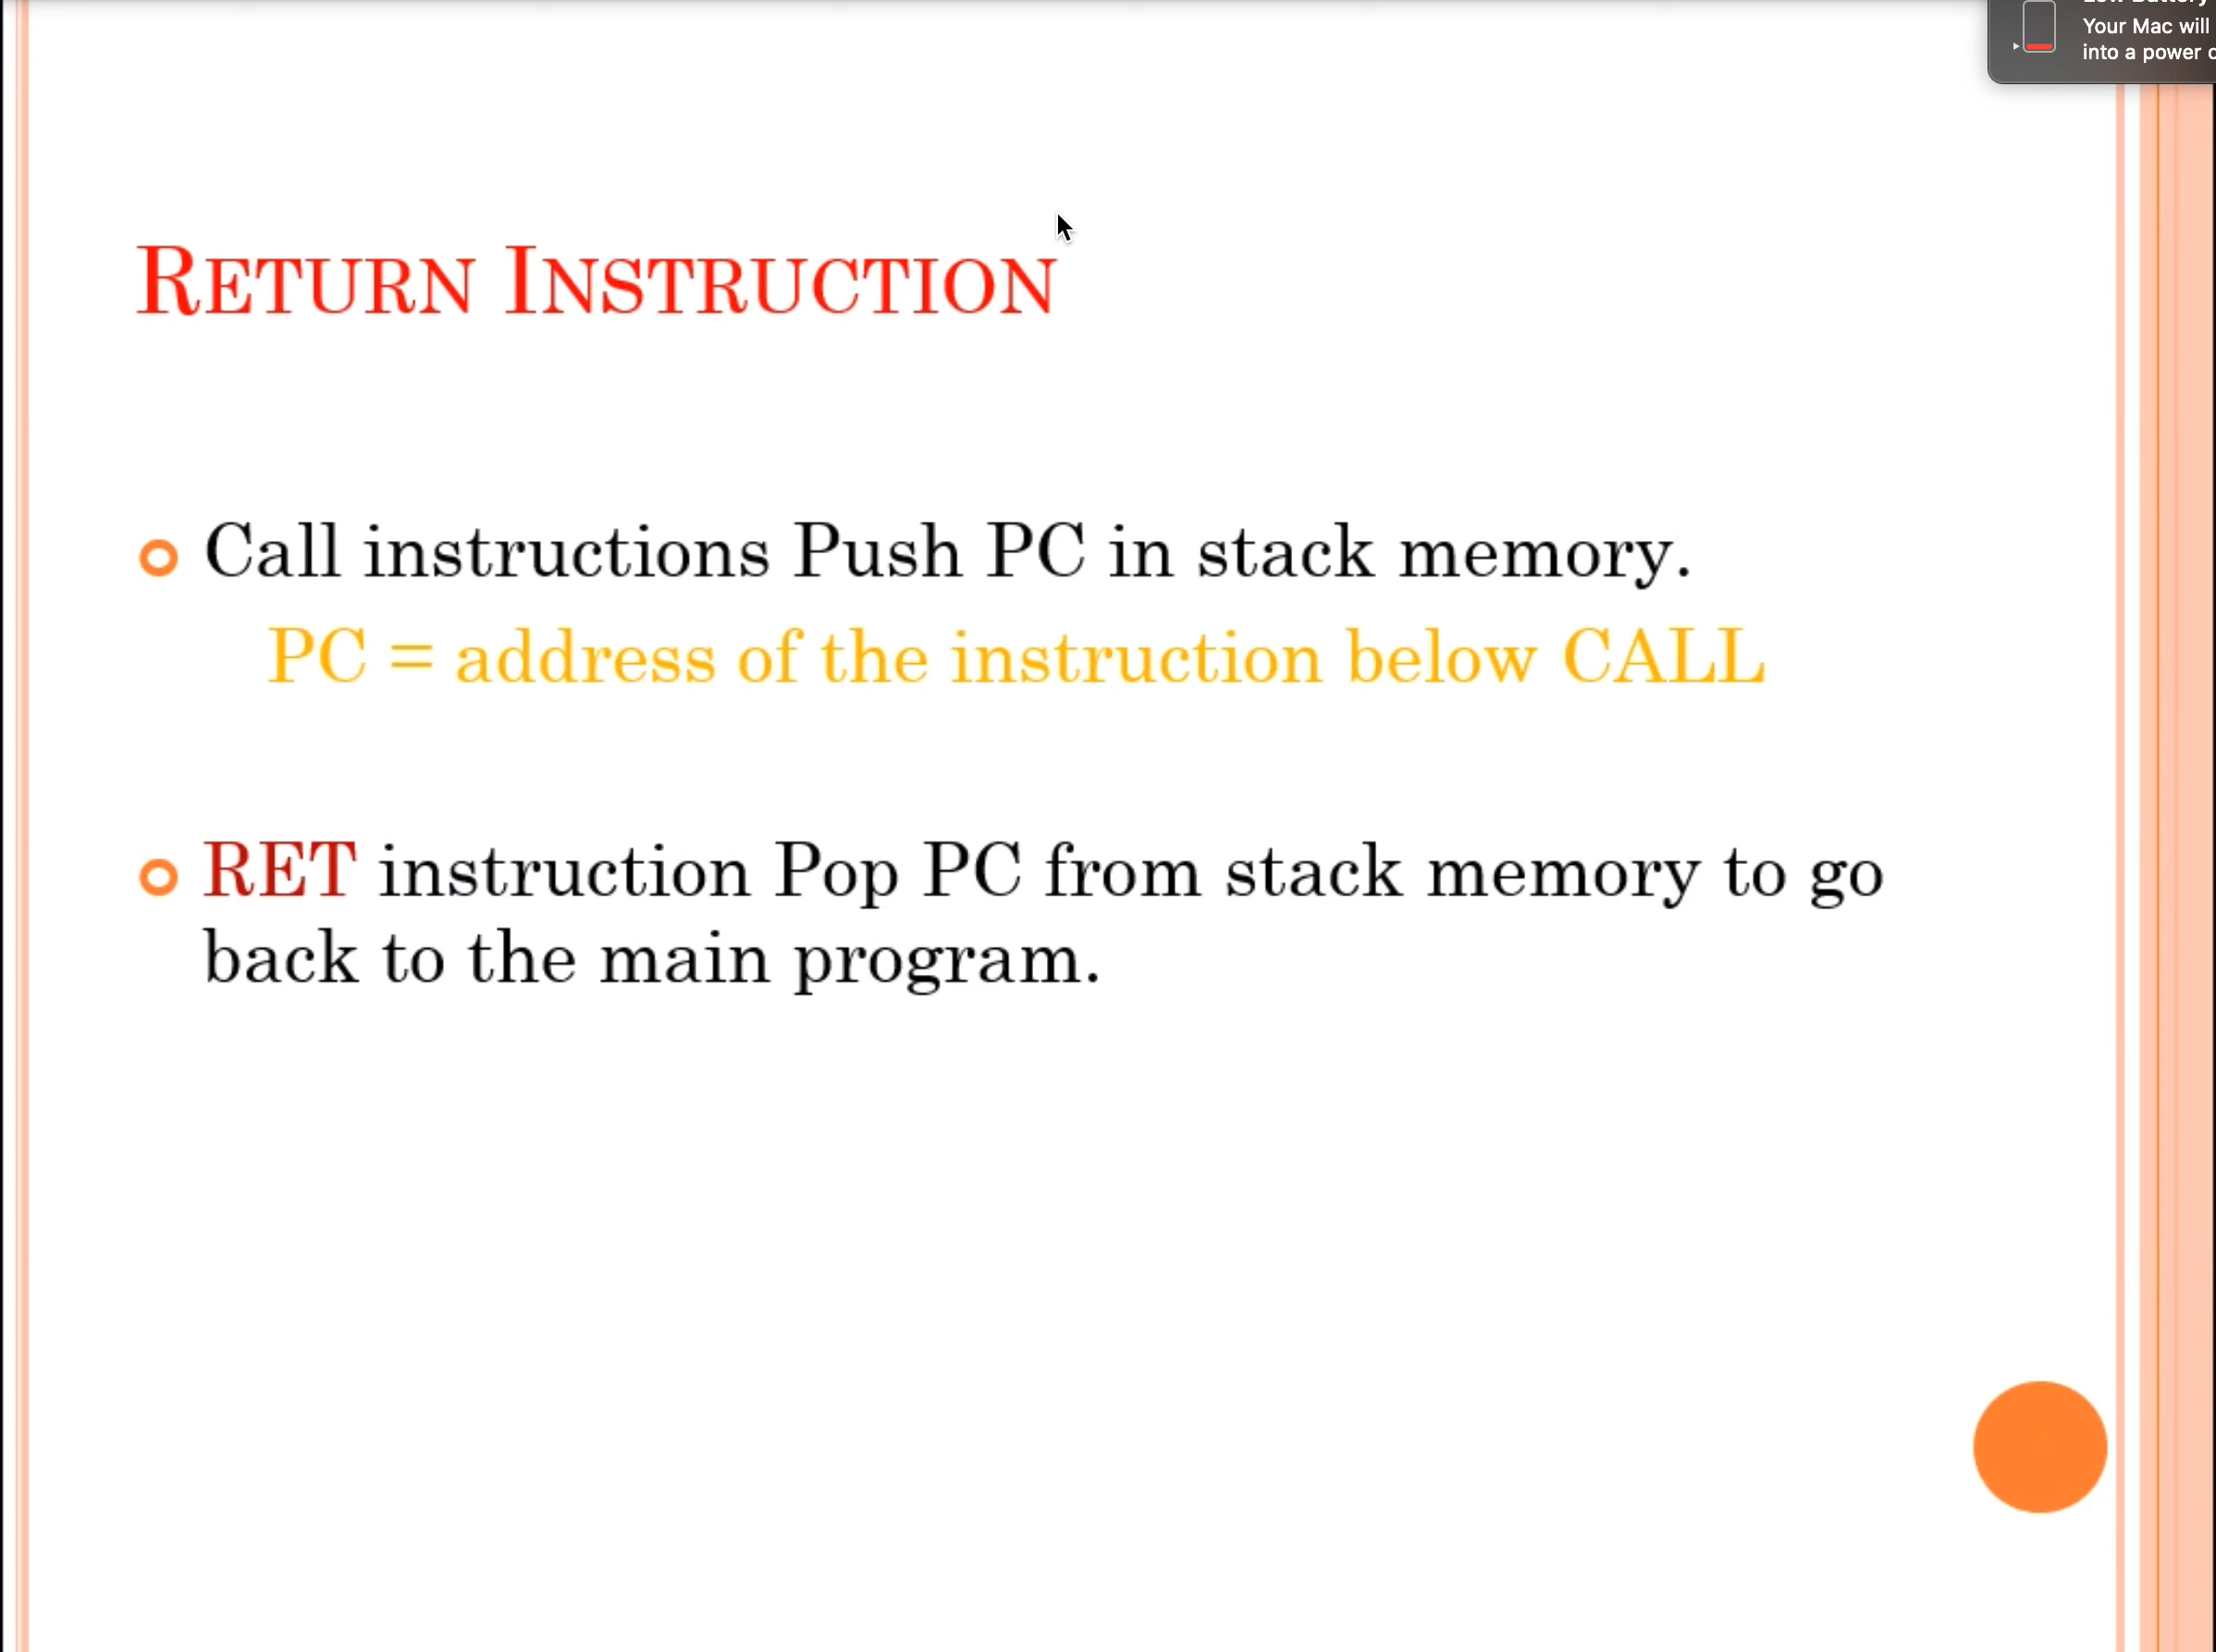 Your Mac will
into a power
RETURN INSTRUCTION
Call instructions Push PC in stack memory.
PC = address of the instruction below CALL
RET instruction Pop PC from stack memory to go
back to the main program.